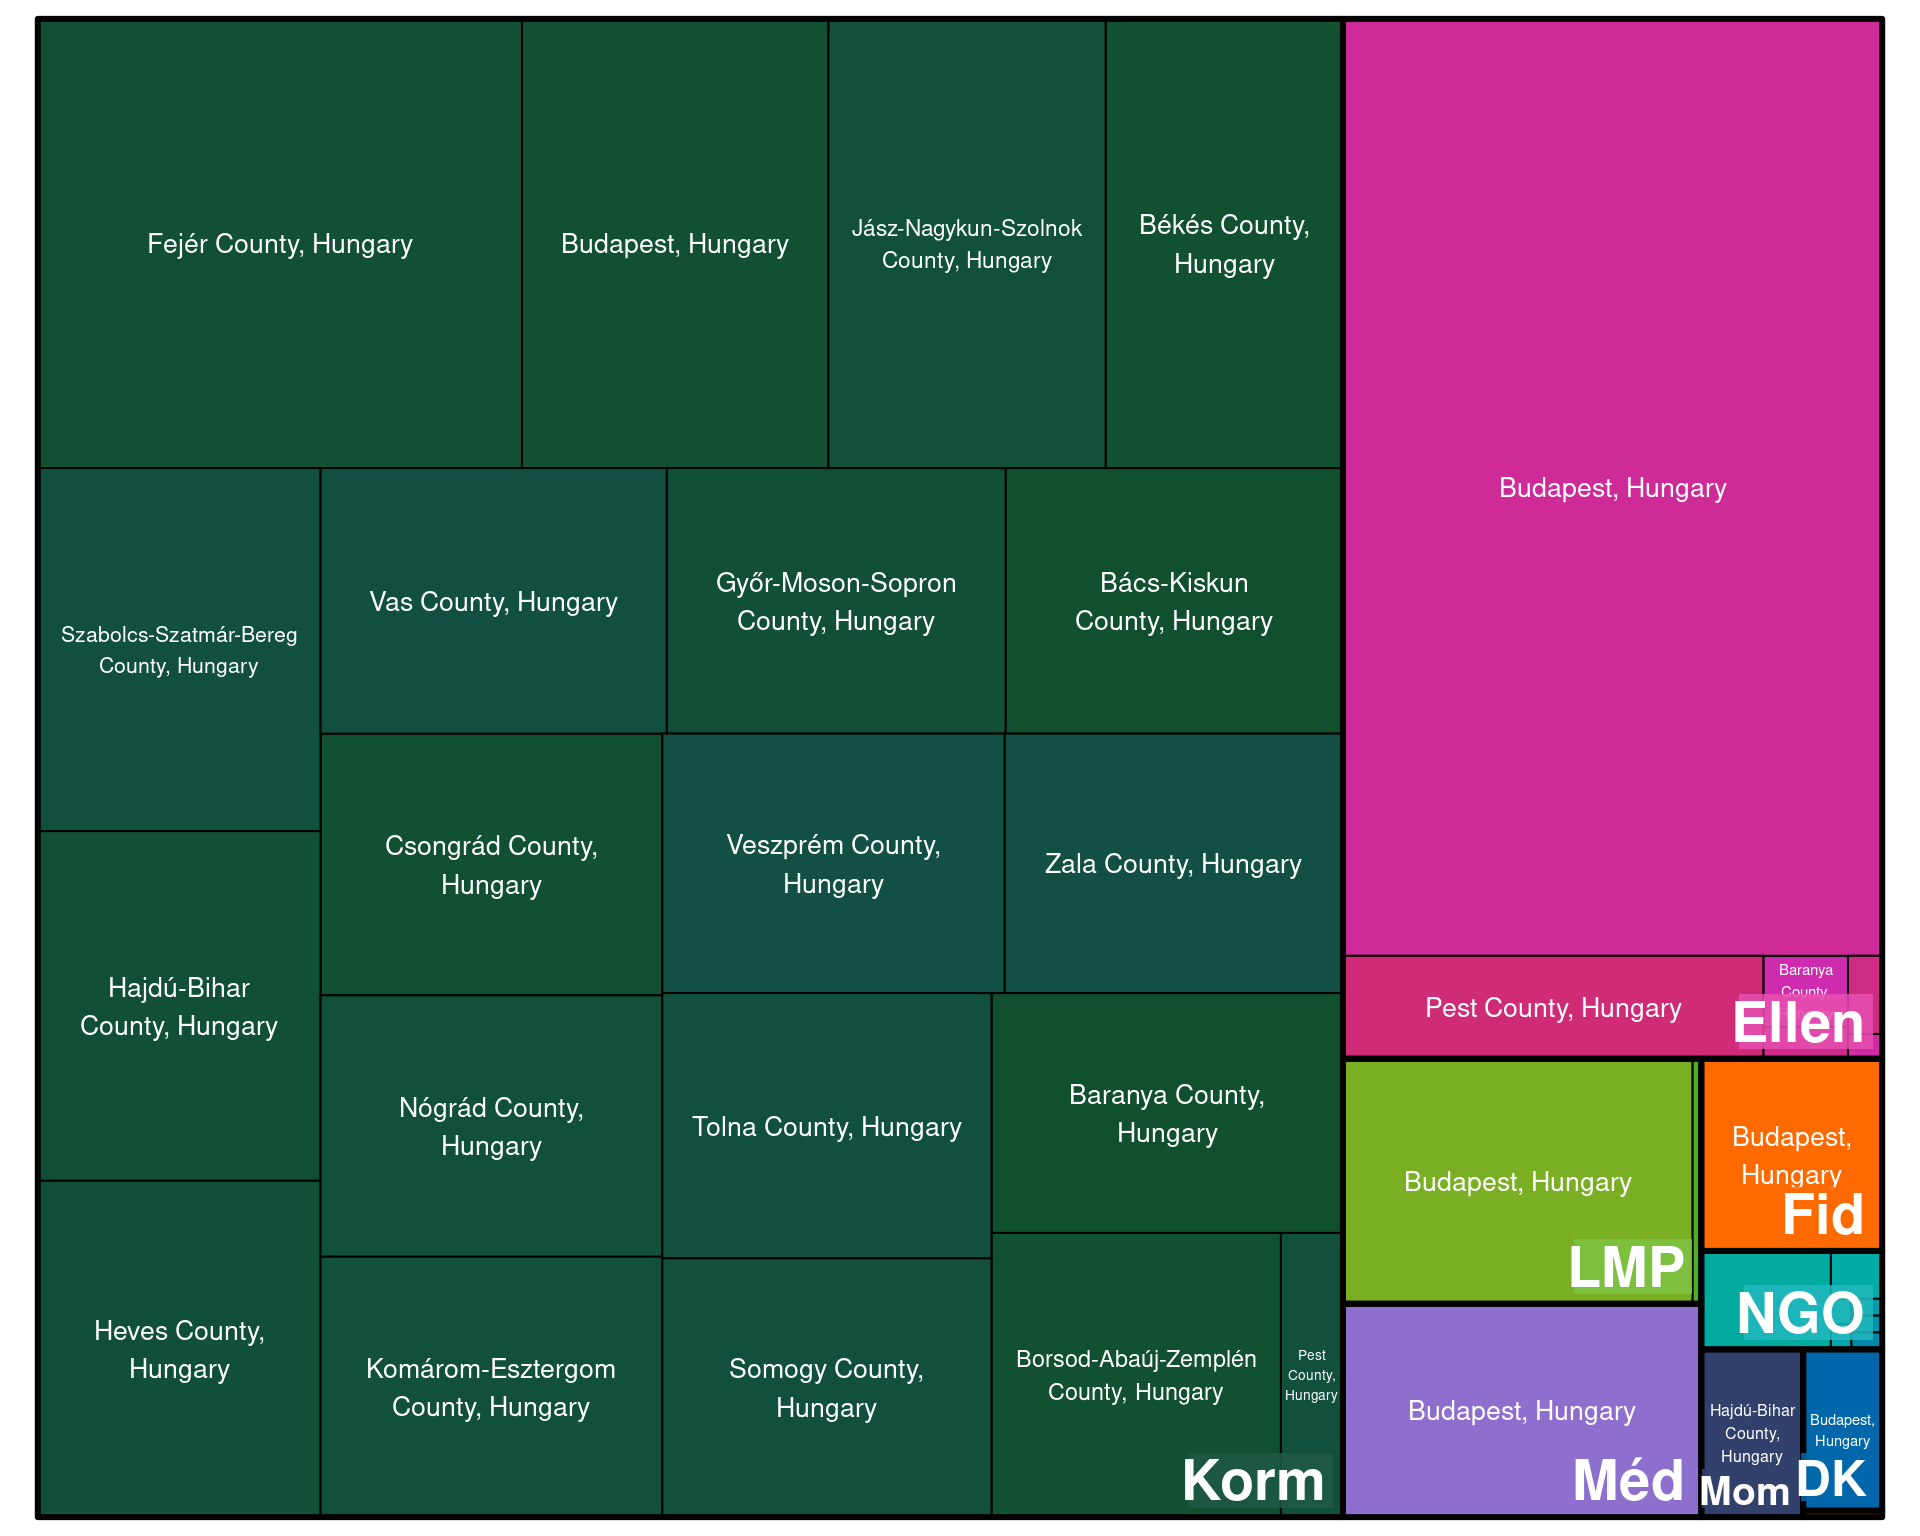 Fejér County, Hungary
Budapest, Hungary
Jász-Nagykun-Szolnok
County, Hungary
Békés County,
Hungary
Szabolcs-Szatmár-Bereg
County, Hungary
Vas County, Hungary
Győr-Moson-Sopron
County, Hungary
Bács-Kiskun
County, Hungary
Hajdú-Bihar
County, Hungary
Csongrád County,
Hungary
Veszprém County,
Hungary
Zala County, Hungary
Heves County,
Hungary
Nógrád County,
Hungary
Tolna County, Hungary
Baranya County,
Hungary
Komárom-Esztergom
County, Hungary
Somogy County,
Hungary
Borsod-Abaúj-Zemplén
County, Hungary
Pest
County,
Hungary
Korm
Budapest, Hungary
Pest County, Hungary
Baranya
County,
Ellen
Budapest, Hungary
LMP
Budapest,
Hungary
Fid
NGO
Budapest, Hungary
Méd
Hajdú-Bihar
County,
Hungary
Mom
Budapest,
Hungary
DK